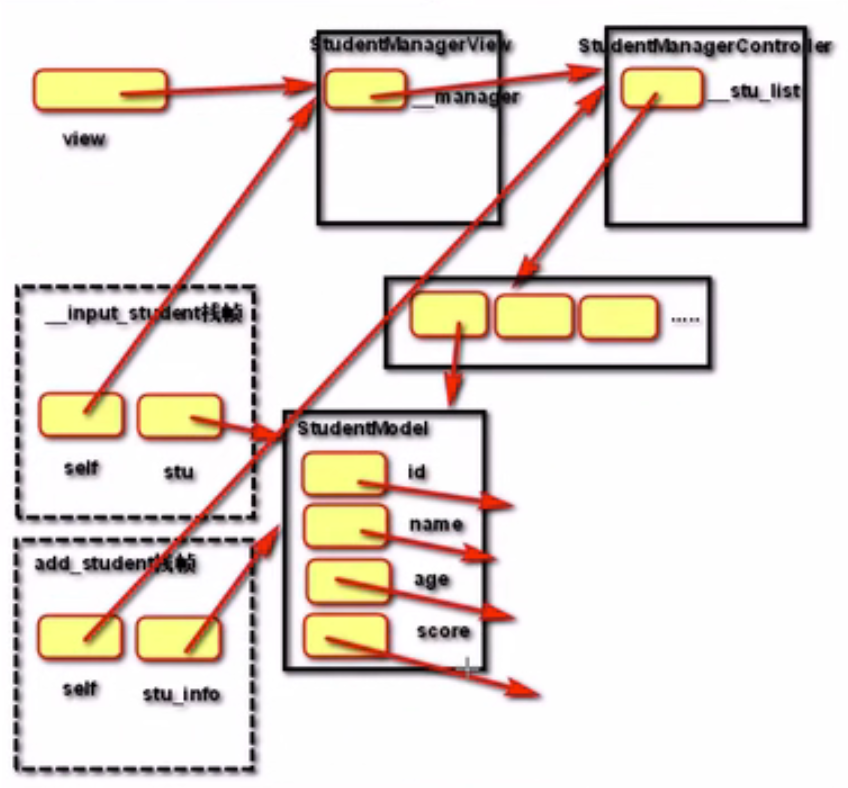 StudentManagerView
StudentManagerControler
__manager
__stu_list
view
__input_student栈帧
.....
self
stu
StudentModel
id
name
age
score
add_student栈帧
self
stu_info